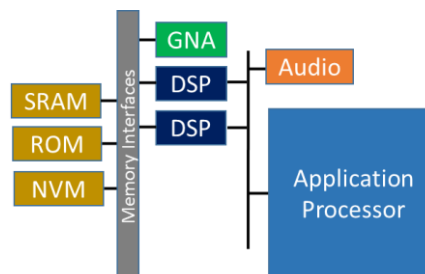 GNA
DSP
Audio
SRAM
DSP
ROM
NVM
Memory Interfaces
Application
Processor